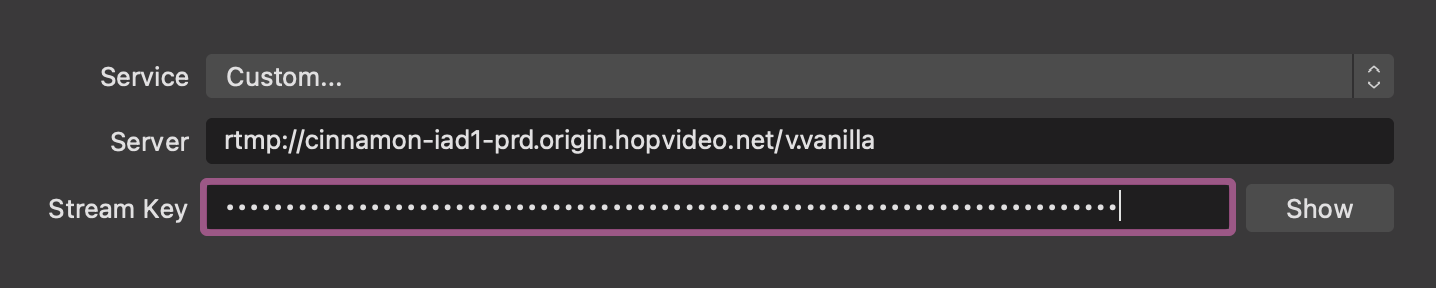 Service Custom...
Server rtmp://cinnamon-iad1-prd.origin.hopvideo.net/v.vanilla
Stream Key •••••••••••••••••••••••••••••••••••••••••••••••••••••••••••••••••••••••••• Show